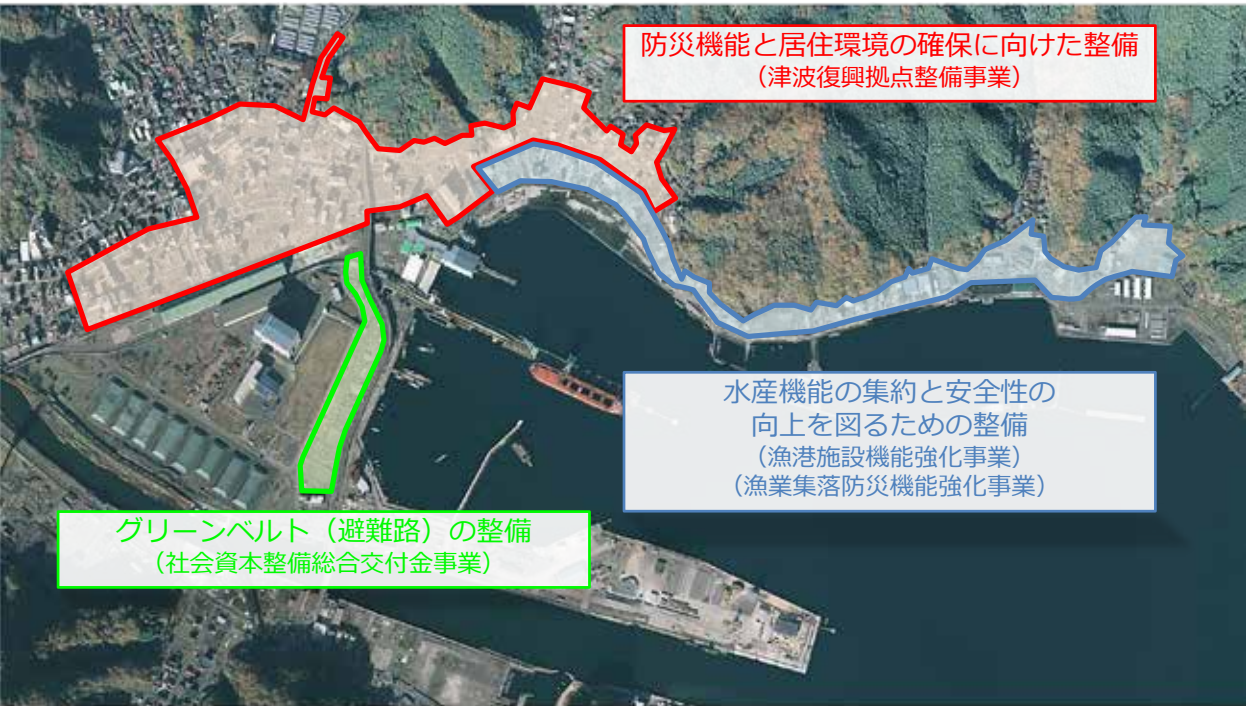 防災機能と居住環境の確保に向けた整備
（津波復興拠点整備事業）
水産機能の集約と安全性の
向上を図るための整備
（漁港施設機能強化事業）
（漁業集落防災機能強化事業）
グリーンベルト（避難路）の整備
（社会資本整備総合交付金事業）